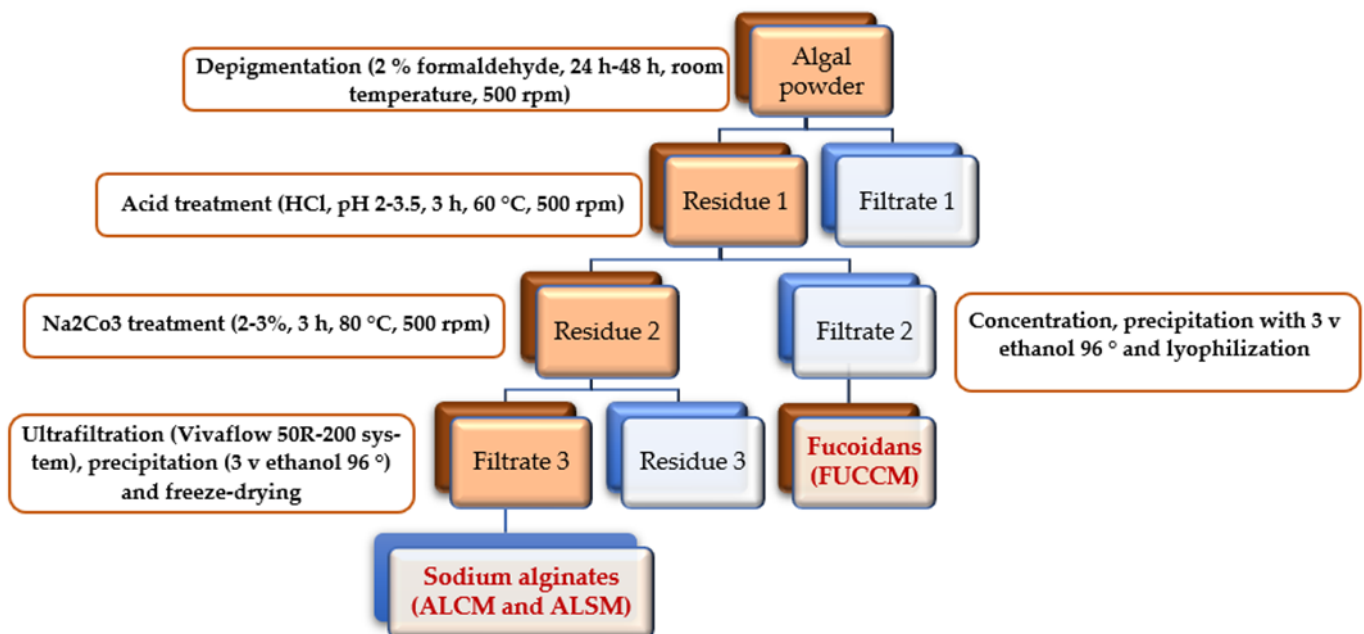 Depigmentation (2 % formaldehyde, 24 h-48 h, room
temperature, 500 rpm)
Algal
powder
Acid treatment (HCl, pH 2-3.5, 3 h, 60 °C, 500 rpm)
Residue 1
Filtrate 1
Na2Co3 treatment (2-3%, 3 h, 80 °C, 500 rpm)
Residue 2
Filtrate 2
Concentration, precipitation with 3 v
ethanol 96 ° and lyophilization
Ultrafiltration (Vivaflow 50R-200 sys-
tem), precipitation (3 v ethanol 96 °)
and freeze-drying
Filtrate 3
Residue 3
Fucoidans
(FUCCM)
Sodium alginates
(ALCM and ALSM)